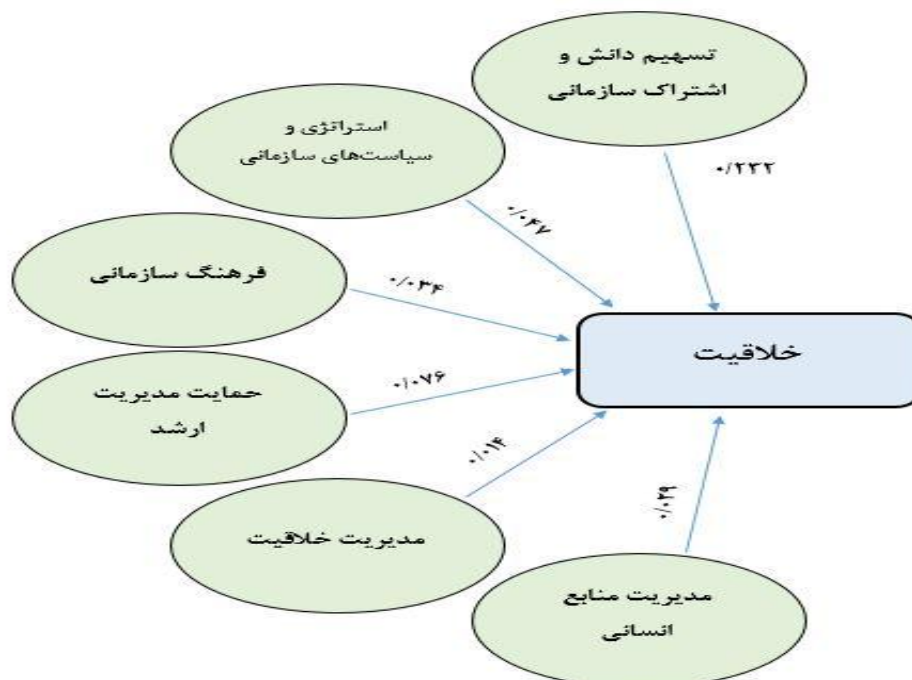 تسهیم دانش و
اشتراک سازمانی
۰/۲۳۲
استراتژی و
سیاست‌های سازمانی
۰/۰۴۷
فرهنگ سازمانی
۰/۰۳۴
خلاقیت
حمایت مدیریت
ارشد
۰/۰۷۶
مدیریت خلاقیت
۰/۰۱۴
مدیریت منابع
انسانی
۰/۰۲۹